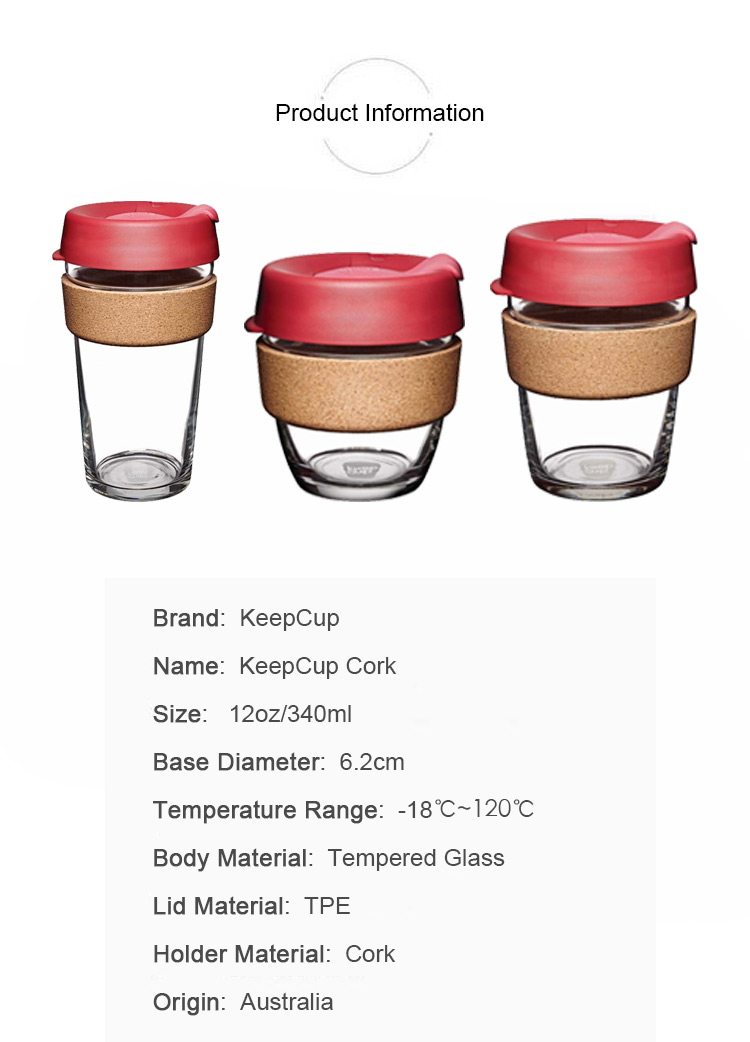 Product Information
Brand: KeepCup
Name: KeepCup Cork
Size: 12oz/340ml
Base Diameter: 6.2cm
Temperature Range: -18℃~120℃
Body Material: Tempered Glass
Lid Material: TPE
Holder Material: Cork
Origin: Australia